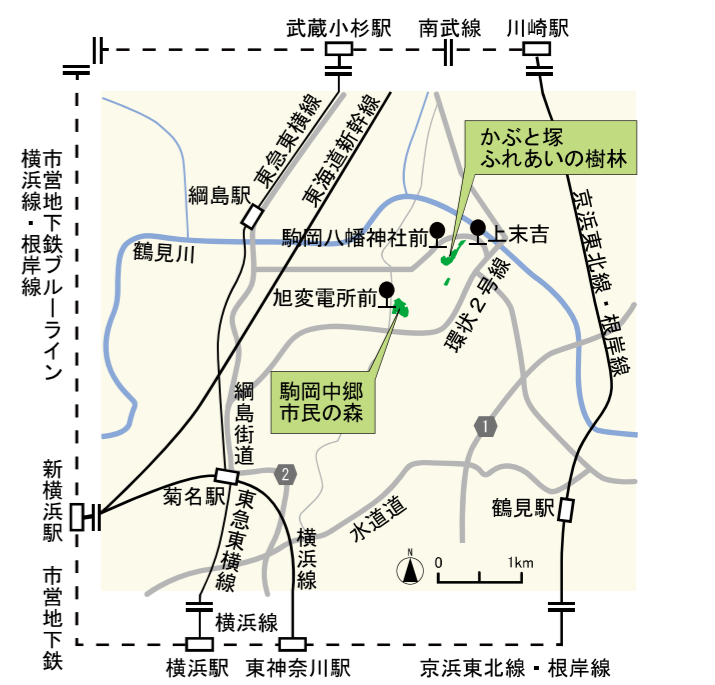 武蔵小杉駅
南武線
川崎駅
東急東横線
東海道新幹線
かぶと塚
ふれあいの樹林
市営地下鉄ブルーライン
横浜線・根岸線
綱島駅
京浜東北線・根岸線
駒岡八幡神社前
上末吉
鶴見川
旭変電所前
環状2号線
駒岡中郷
市民の森
綱島街道
1
2
新横浜駅
菊名駅
東急東横線
横浜線
水道道
鶴見駅
N
0
1km
市営地下鉄
横浜線
横浜駅
東神奈川駅
京浜東北線・根岸線